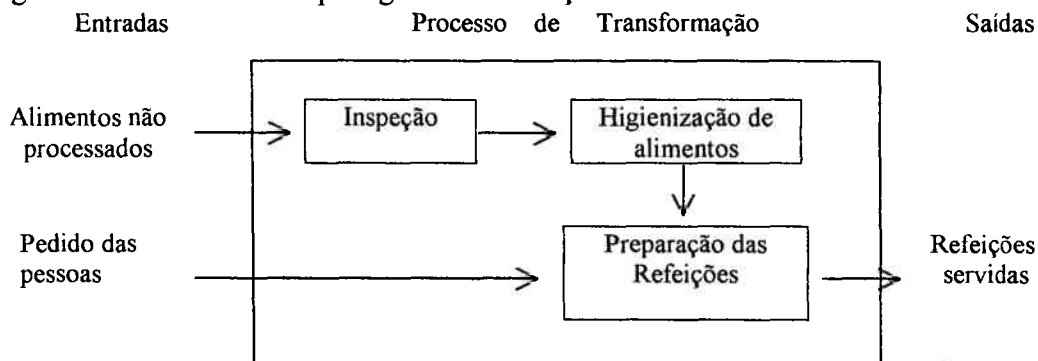 Entradas Processo de Transformação Saídas
Alimentos não
processados
Inspeção
Higienização de
alimentos
Pedido das
pessoas
Preparação das
Refeições
Refeições
servidas